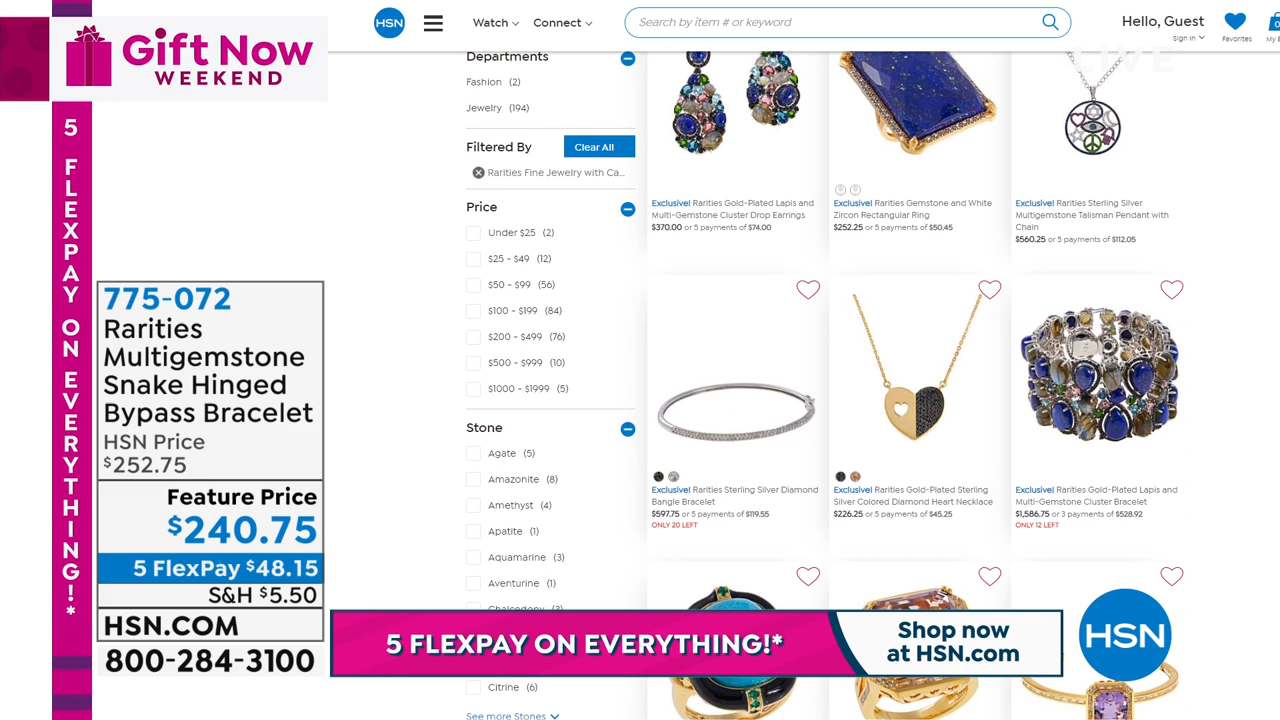 Gift Now
WEEKEND
5 FLEXPAY ON EVERYTHING!*
775-072
Rarities
Multigemstone
Snake Hinged
Bypass Bracelet
HSN Price
$252.75
Feature Price
$240.75
5 FlexPay $48.15
S&H $5.50
HSN.COM
800-284-3100
HSN
Watch
Connect
Search by item # or keyword
Hello, Guest
Sign In
Favorites
0
LIVE
Departments
Fashion (2)
Jewelry (194)
Filtered By
Clear All
Rarities Fine Jewelry with Ca...
Price
Under $25 (2)
$25 - $49 (12)
$50 - $99 (56)
$100 - $199 (84)
$200 - $499 (76)
$500 - $999 (10)
$1000 - $1999 (5)
Stone
Agate (5)
Amazonite (8)
Amethyst (4)
Apatite (1)
Aquamarine (3)
Aventurine (1)
Citrine (6)
See more Stones
Exclusive! Rarities Gold-Plated Lapis and
Multi-Gemstone Cluster Drop Earrings
$370.00 or 5 payments of $74.00
Exclusive! Rarities Gemstone and White
Zircon Rectangular Ring
$252.25 or 5 payments of $50.45
Exclusive! Rarities Sterling Silver
Multigemstone Talisman Pendant with
Chain
$560.25 or 5 payments of $112.05
Exclusive! Rarities Sterling Silver Diamond
Bangle Bracelet
$597.75 or 5 payments of $119.55
ONLY 20 LEFT
Exclusive! Rarities Gold-Plated Sterling
Silver Colored Diamond Heart Necklace
$226.25 or 5 payments of $45.25
Exclusive! Rarities Gold-Plated Lapis and
Multi-Gemstone Cluster Bracelet
$1,586.75 or 3 payments of $528.92
ONLY 12 LEFT
5 FLEXPAY ON EVERYTHING!*
Shop now
at HSN.com
HSN